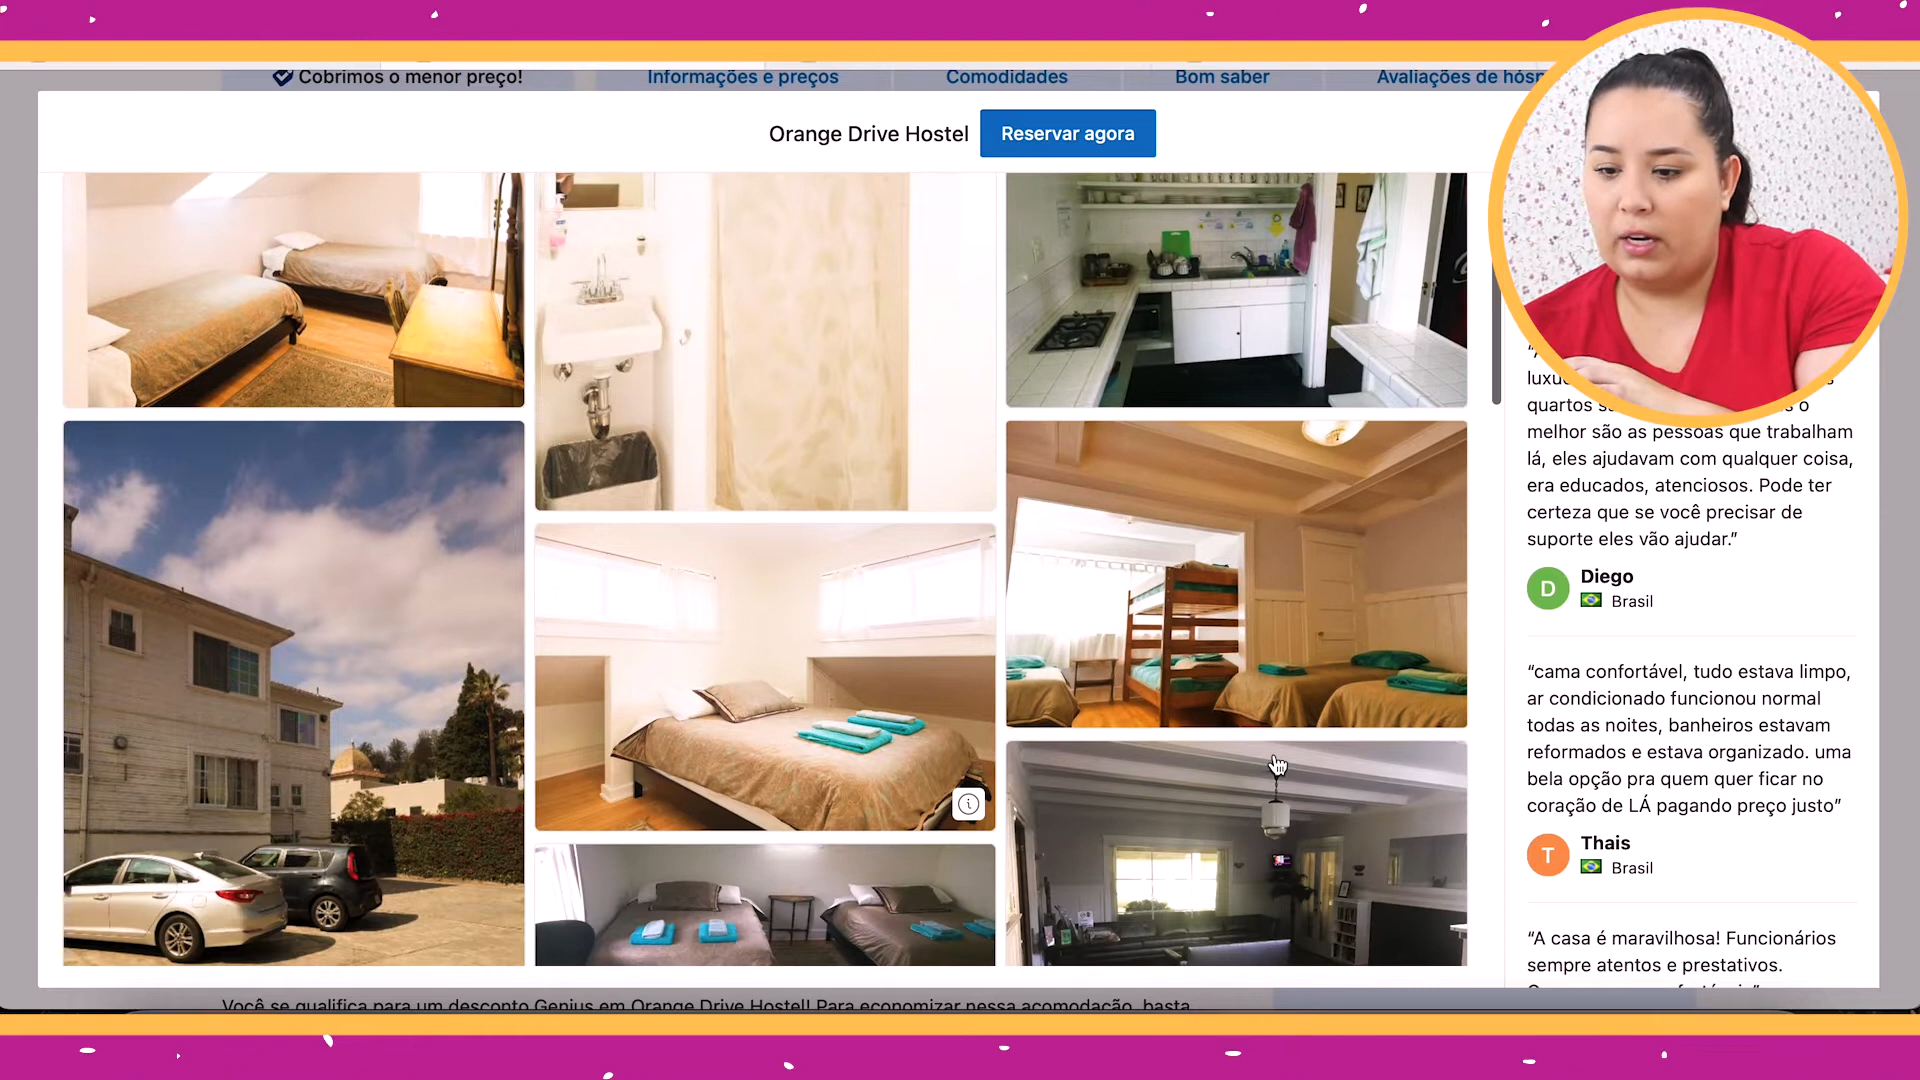 Cobrimos o menor preço!
Informações e preços
Comodidades
Bom saber
Avaliações de
Orange Drive Hostel
Reservar agora
quartos
melhor são as pessoas que trabalham
lá, eles ajudavam com qualquer coisa,
era educados, atenciosos. Pode ter
certeza que se você precisar de
suporte eles vão ajudar.”
D
Diego
Brasil
“cama confortável, tudo estava limpo,
ar condicionado funcionou normal
todas as noites, banheiros estavam
reformados e estava organizado. uma
bela opção pra quem quer ficar no
coração de LÁ pagando preço justo”
T
Thais
Brasil
“A casa é maravilhosa! Funcionários
sempre atentos e prestativos.
Você se qualifica para um desconto Genius em Orange Drive Hostel! Para economizar nessa acomodação, basta